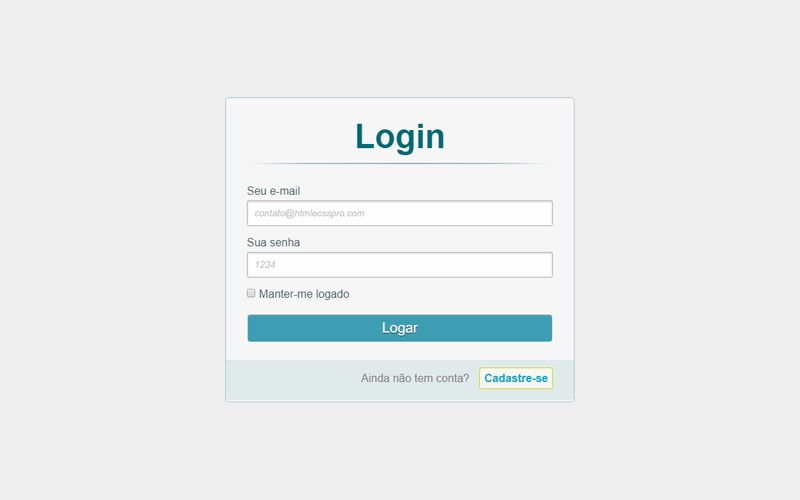 Login
Seu e-mail
contato@htmlecsspro.com
Sua senha
1234
Manter-me logado
Logar
Ainda não tem conta? Cadastre-se